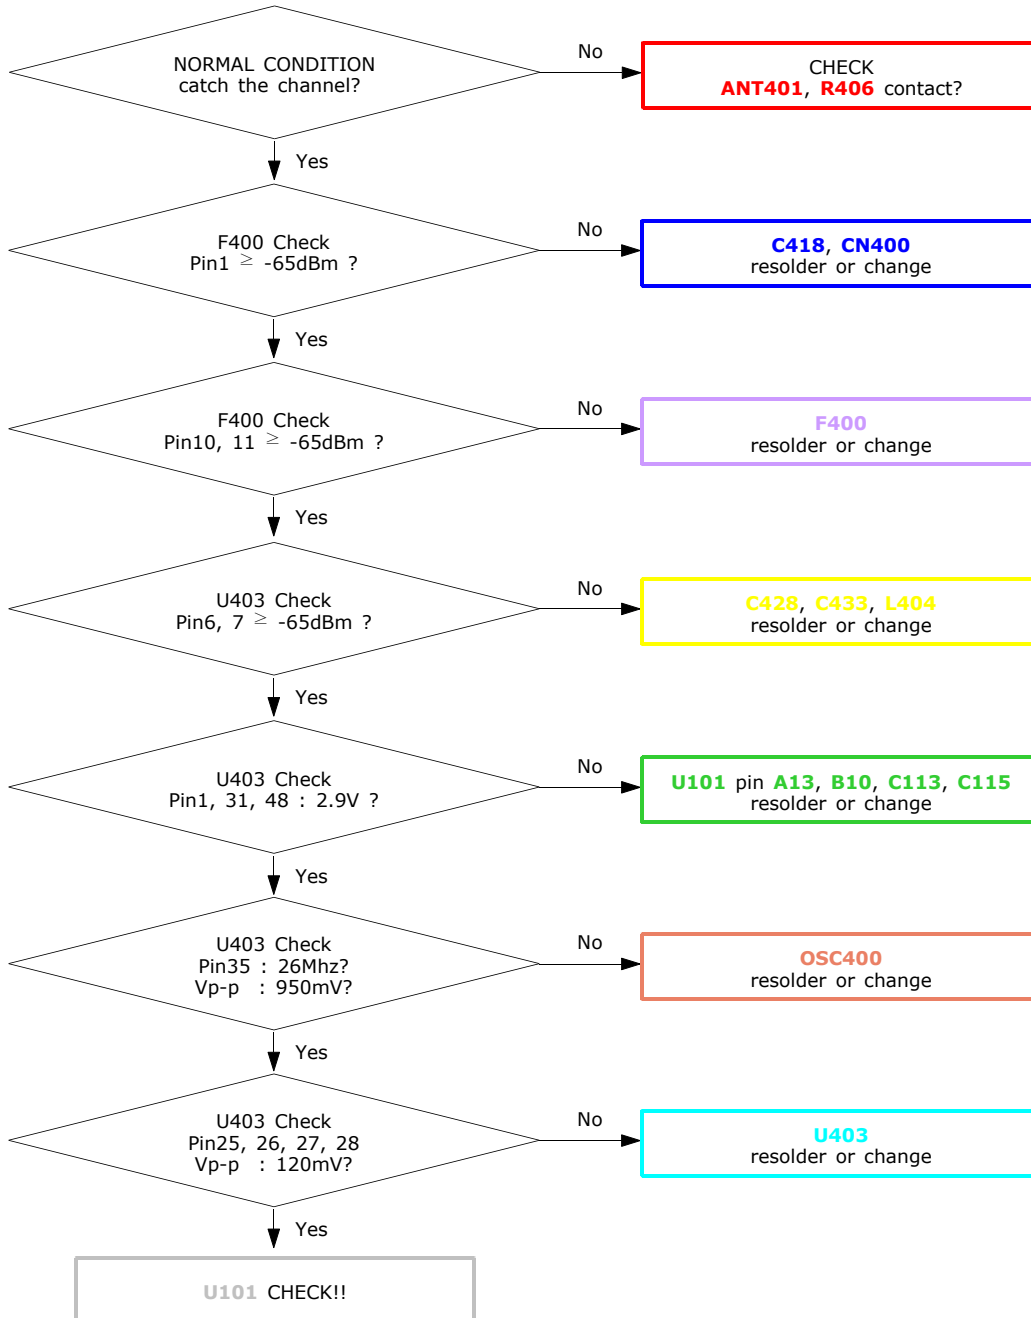 NORMAL CONDITION
catch the channel?
No
CHECK
ANT401, R406 contact?
Yes
F400 Check
Pin1 ≥ -65dBm ?
No
C418, CN400
resolder or change
Yes
F400 Check
Pin10, 11 ≥ -65dBm ?
No
F400
resolder or change
Yes
U403 Check
Pin6, 7 ≥ -65dBm ?
No
C428, C433, L404
resolder or change
Yes
U403 Check
Pin1, 31, 48 : 2.9V ?
No
U101 pin A13, B10, C113, C115
resolder or change
Yes
U403 Check
Pin35 : 26Mhz?
Vp-p : 950mV?
No
OSC400
resolder or change
Yes
U403 Check
Pin25, 26, 27, 28
Vp-p : 120mV?
No
U403
resolder or change
Yes
U101 CHECK!!